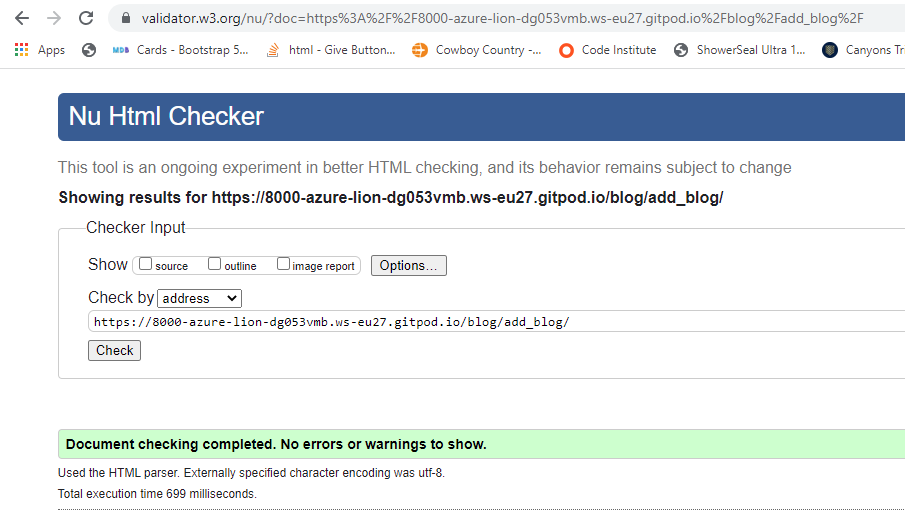 validator.w3.org/nu/?doc=https%3A%2F%2F8000-azure-lion-dg053vmb.ws-eu27.gitpod.io%2Fblog%2Fadd_blog%2F
Apps MDB Cards - Bootstrap 5... html - Give Button... Cowboy Country -... Code Institute ShowerSeal Ultra 1... Canyons Tr
Nu Html Checker
This tool is an ongoing experiment in better HTML checking, and its behavior remains subject to change
Showing results for https://8000-azure-lion-dg053vmb.ws-eu27.gitpod.io/blog/add_blog/
Checker Input
Show source outline image report Options...
Check by address
https://8000-azure-lion-dg053vmb.ws-eu27.gitpod.io/blog/add_blog/
Check
Document checking completed. No errors or warnings to show.
Used the HTML parser. Externally specified character encoding was utf-8.
Total execution time 699 milliseconds.